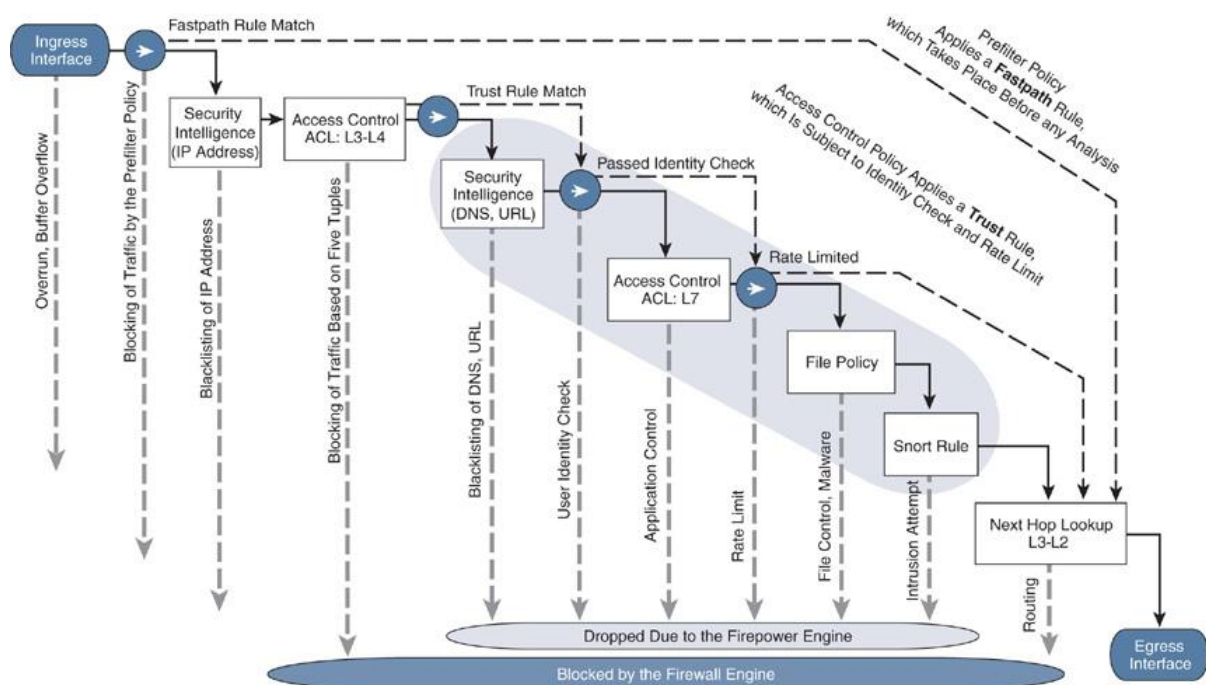 Fastpath Rule Match
Ingress
Interface
Prefilter Policy
Applies a Fastpath Rule,
which Takes Place Before any Analysis
Trust Rule Match
Access Control Policy Applies a Trust Rule,
which Is Subject to Identity Check and Rate Limit
Security
Intelligence
(IP Address)
Access Control
ACL: L3-L4
Passed Identity Check
Security
Intelligence
(DNS, URL)
Rate Limited
Access Control
ACL: L7
File Policy
Snort Rule
Next Hop Lookup
L3-L2
Overrun, Buffer Overflow
Blocking of Traffic by the Prefilter Policy
Blacklisting of IP Address
Blocking of Traffic Based on Five Tuples
Blacklisting of DNS, URL
User Identity Check
Application Control
Rate Limit
File Control, Malware
Intrusion Attempt
Routing
Dropped Due to the Firepower Engine
Egress
Interface
Blocked by the Firewall Engine